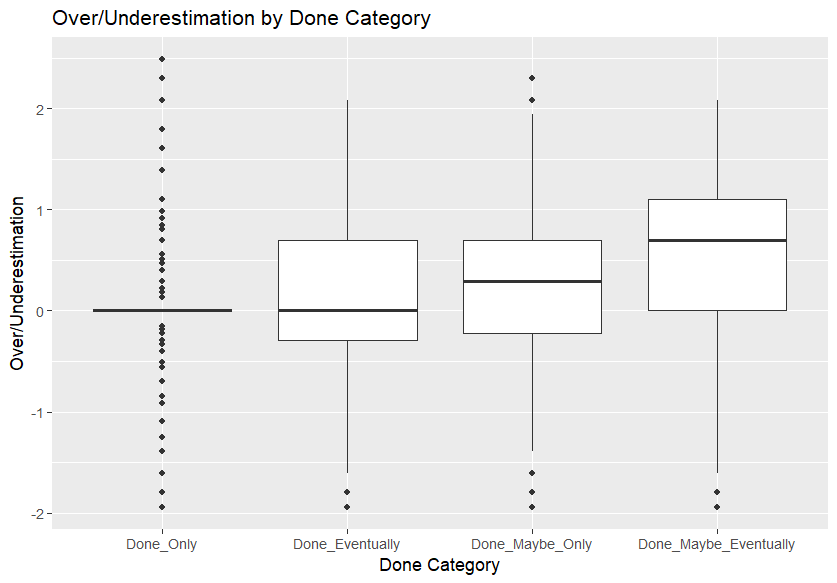 Over/Underestimation by Done Category
Over/Underestimation
2
1
0
-1
-2
Done_Only
Done_Eventually
Done_Maybe_Only
Done_Maybe_Eventually
Done Category